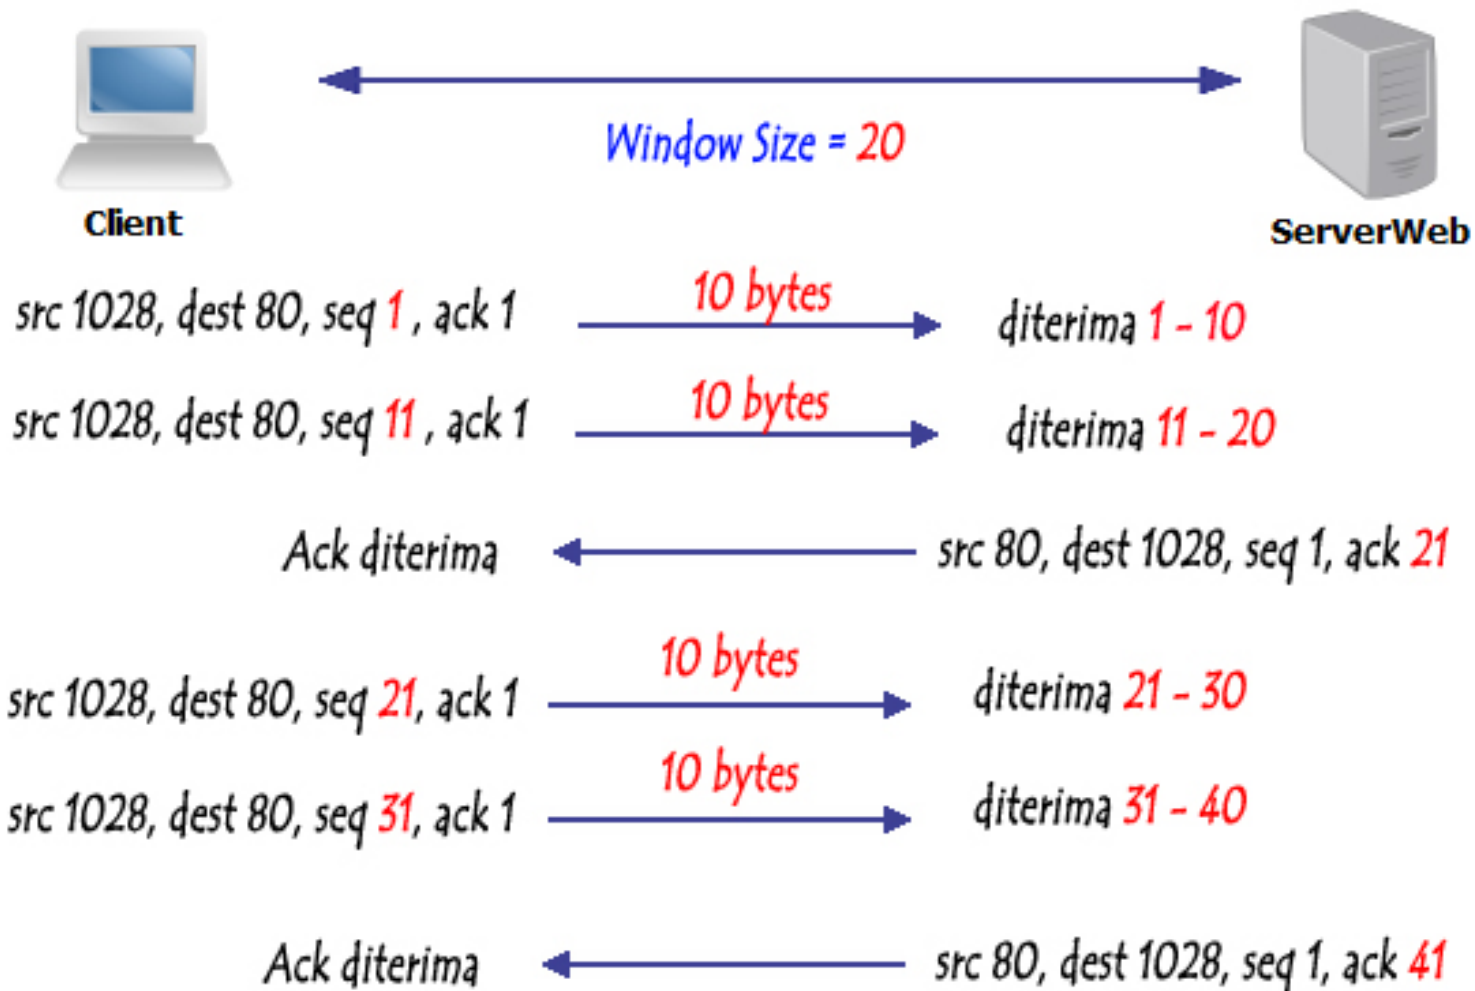 Window Size = 20
Client
ServerWeb
src 1028, dest 80, seq 1 , ack 1
10 bytes
diterima 1 - 10
src 1028, dest 80, seq 11 , ack 1
10 bytes
diterima 11 - 20
Ack diterima
src 80, dest 1028, seq 1, ack 21
src 1028, dest 80, seq 21, ack 1
10 bytes
diterima 21 - 30
src 1028, dest 80, seq 31, ack 1
10 bytes
diterima 31 - 40
Ack diterima
src 80, dest 1028, seq 1, ack 41